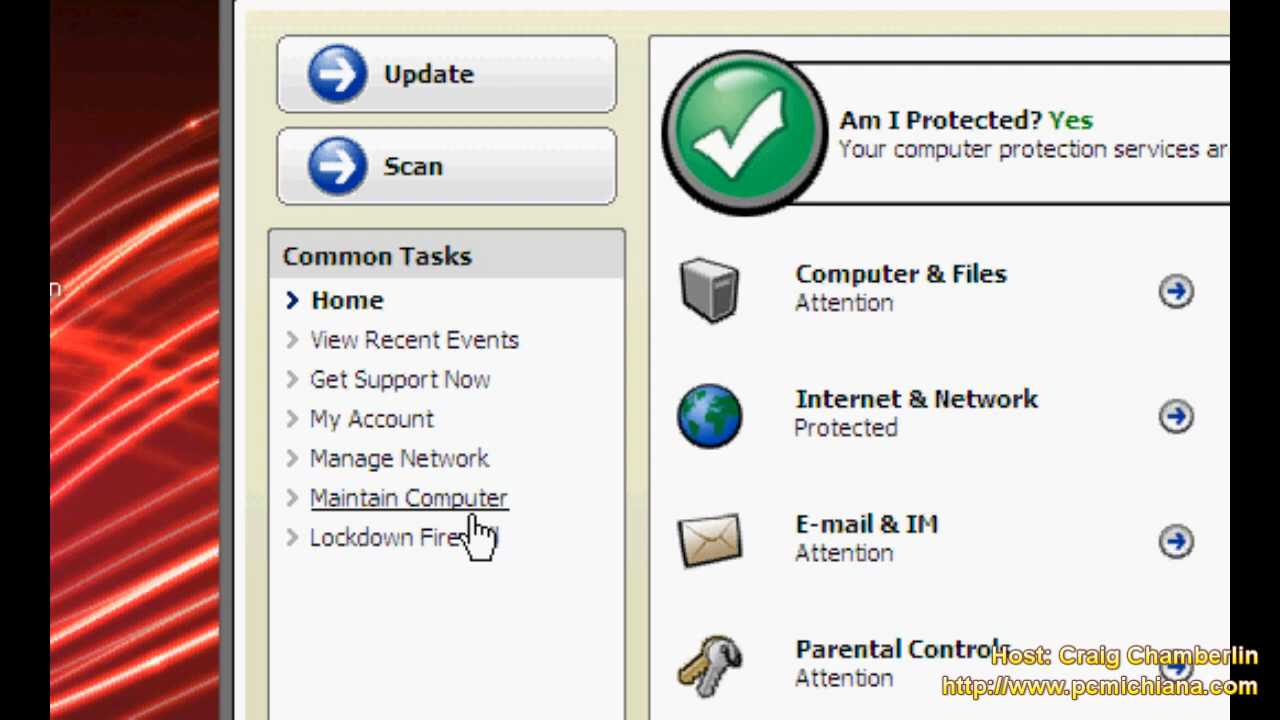 Update
Scan
Common Tasks
Home
View Recent Events
Get Support Now
My Account
Manage Network
Maintain Computer
Lockdown
Am I Protected? Yes
Your computer protection services
Computer & Files
Attention
Internet & Network
Protected
E-mail & IM
Attention
Parental Controls
Attention
Host: Craig Chamberlin
http://www.pcmichiana.com